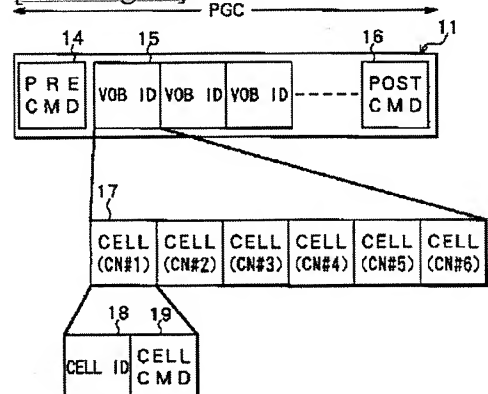 PGC
14 15 16 11
PRE CMD VOB ID VOB ID VOB ID POST CMD
17
CELL (CN#1) CELL (CN#2) CELL (CN#3) CELL (CN#4) CELL (CN#5) CELL (CN#6)
18 19
CELL ID CELL CMD